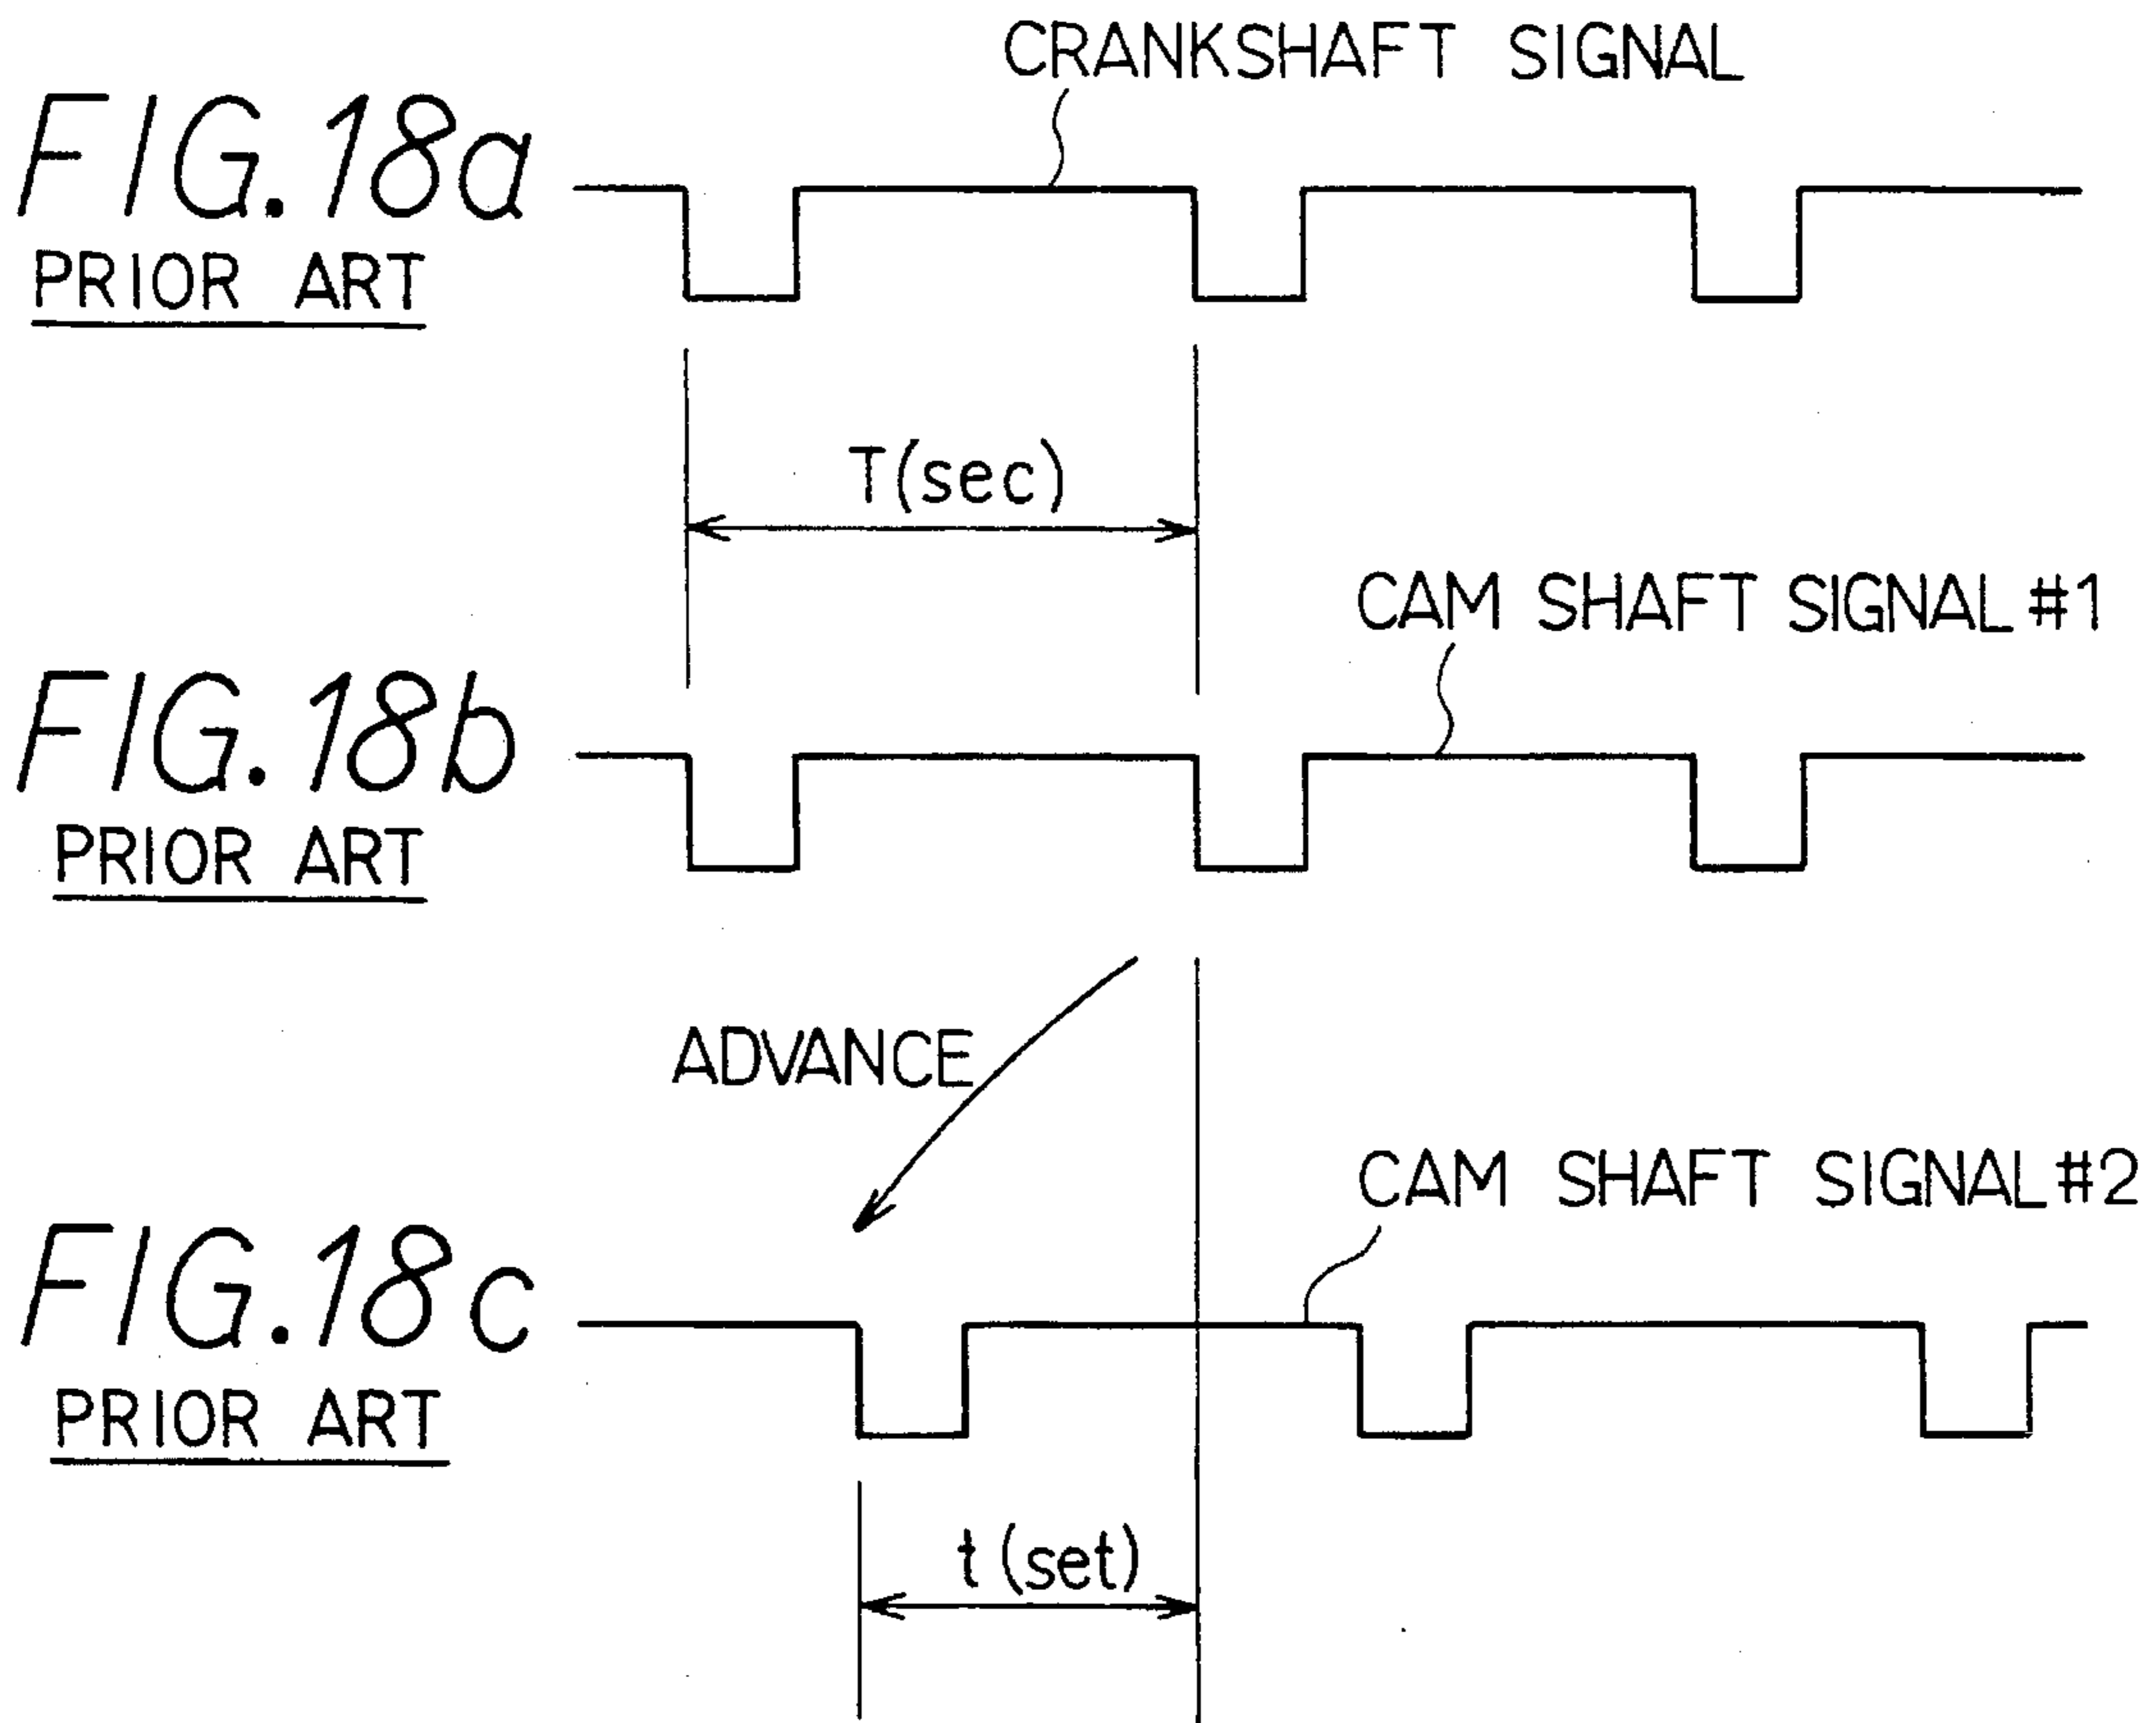 CRANKSHAFT SIGNAL
FIG.18a
PRIOR ART
T(sec)
CAM SHAFT SIGNAL #1
FIG.18b
PRIOR ART
ADVANCE
CAM SHAFT SIGNAL #2
FIG.18c
PRIOR ART
t(set)